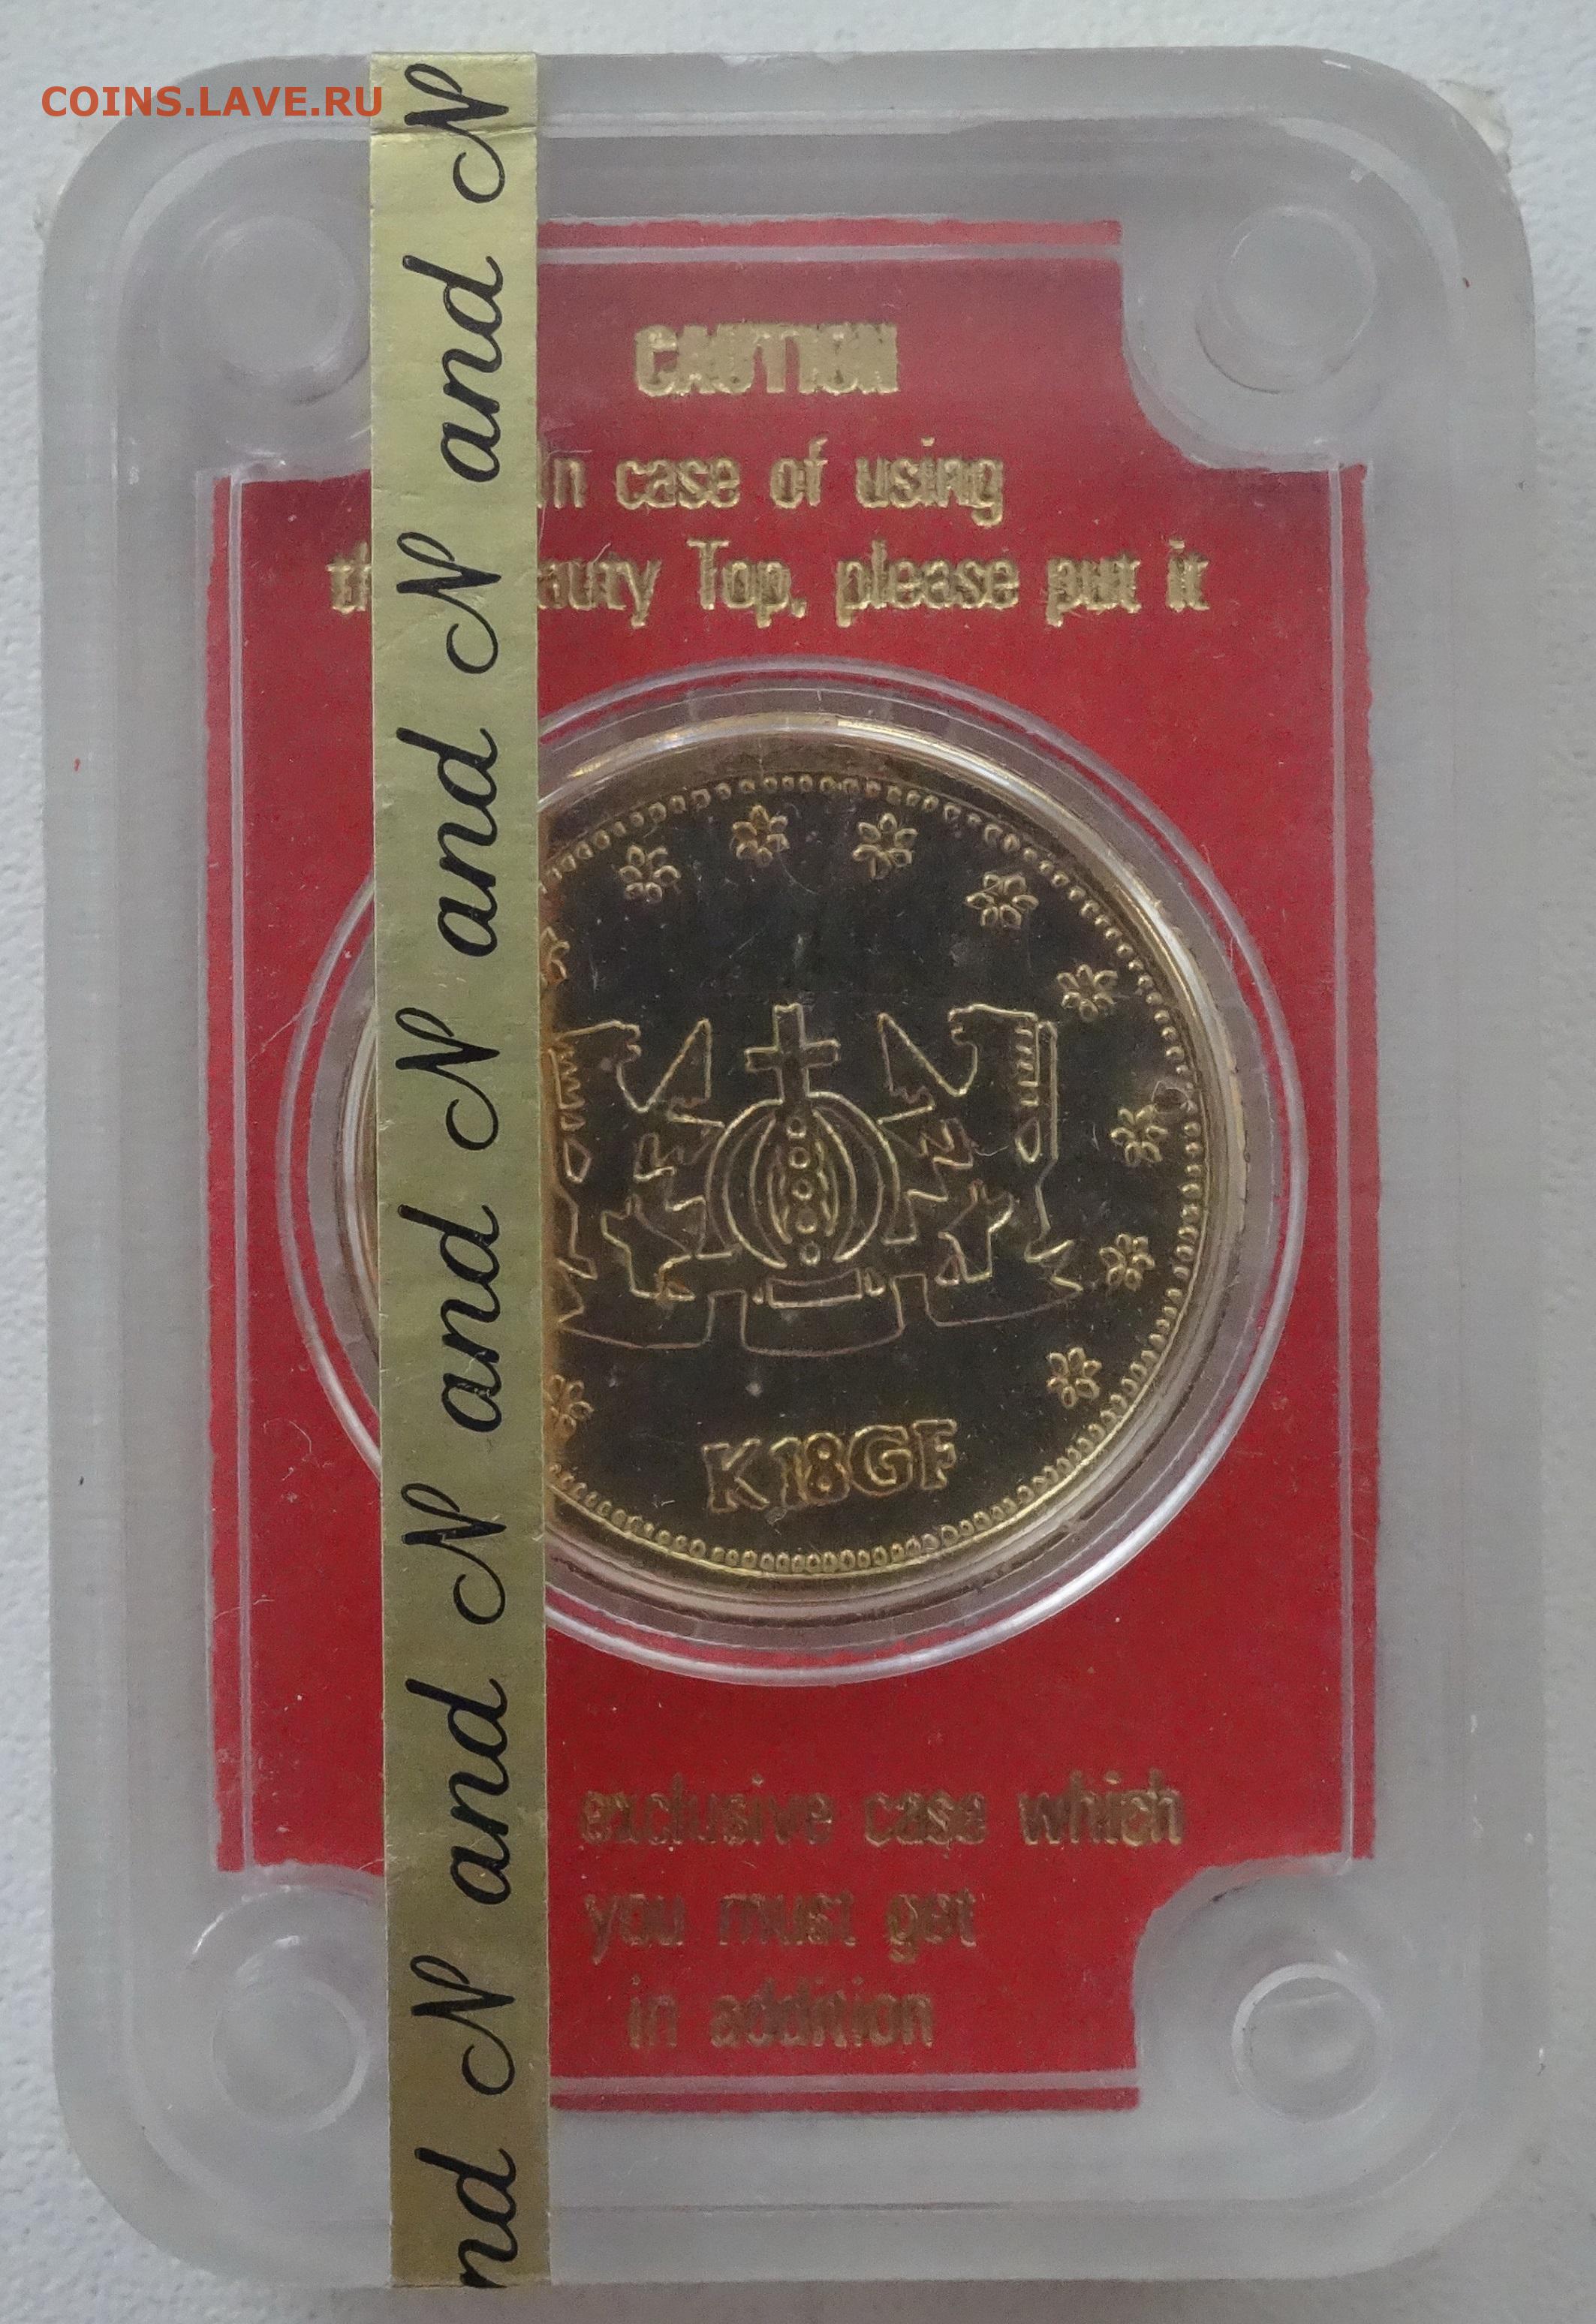 COINS.LAVE.RU
N and N and N and N and N and
CAUTION
In case of using
Top, please put it
K18GF
exclusive case which
you must get
in addition